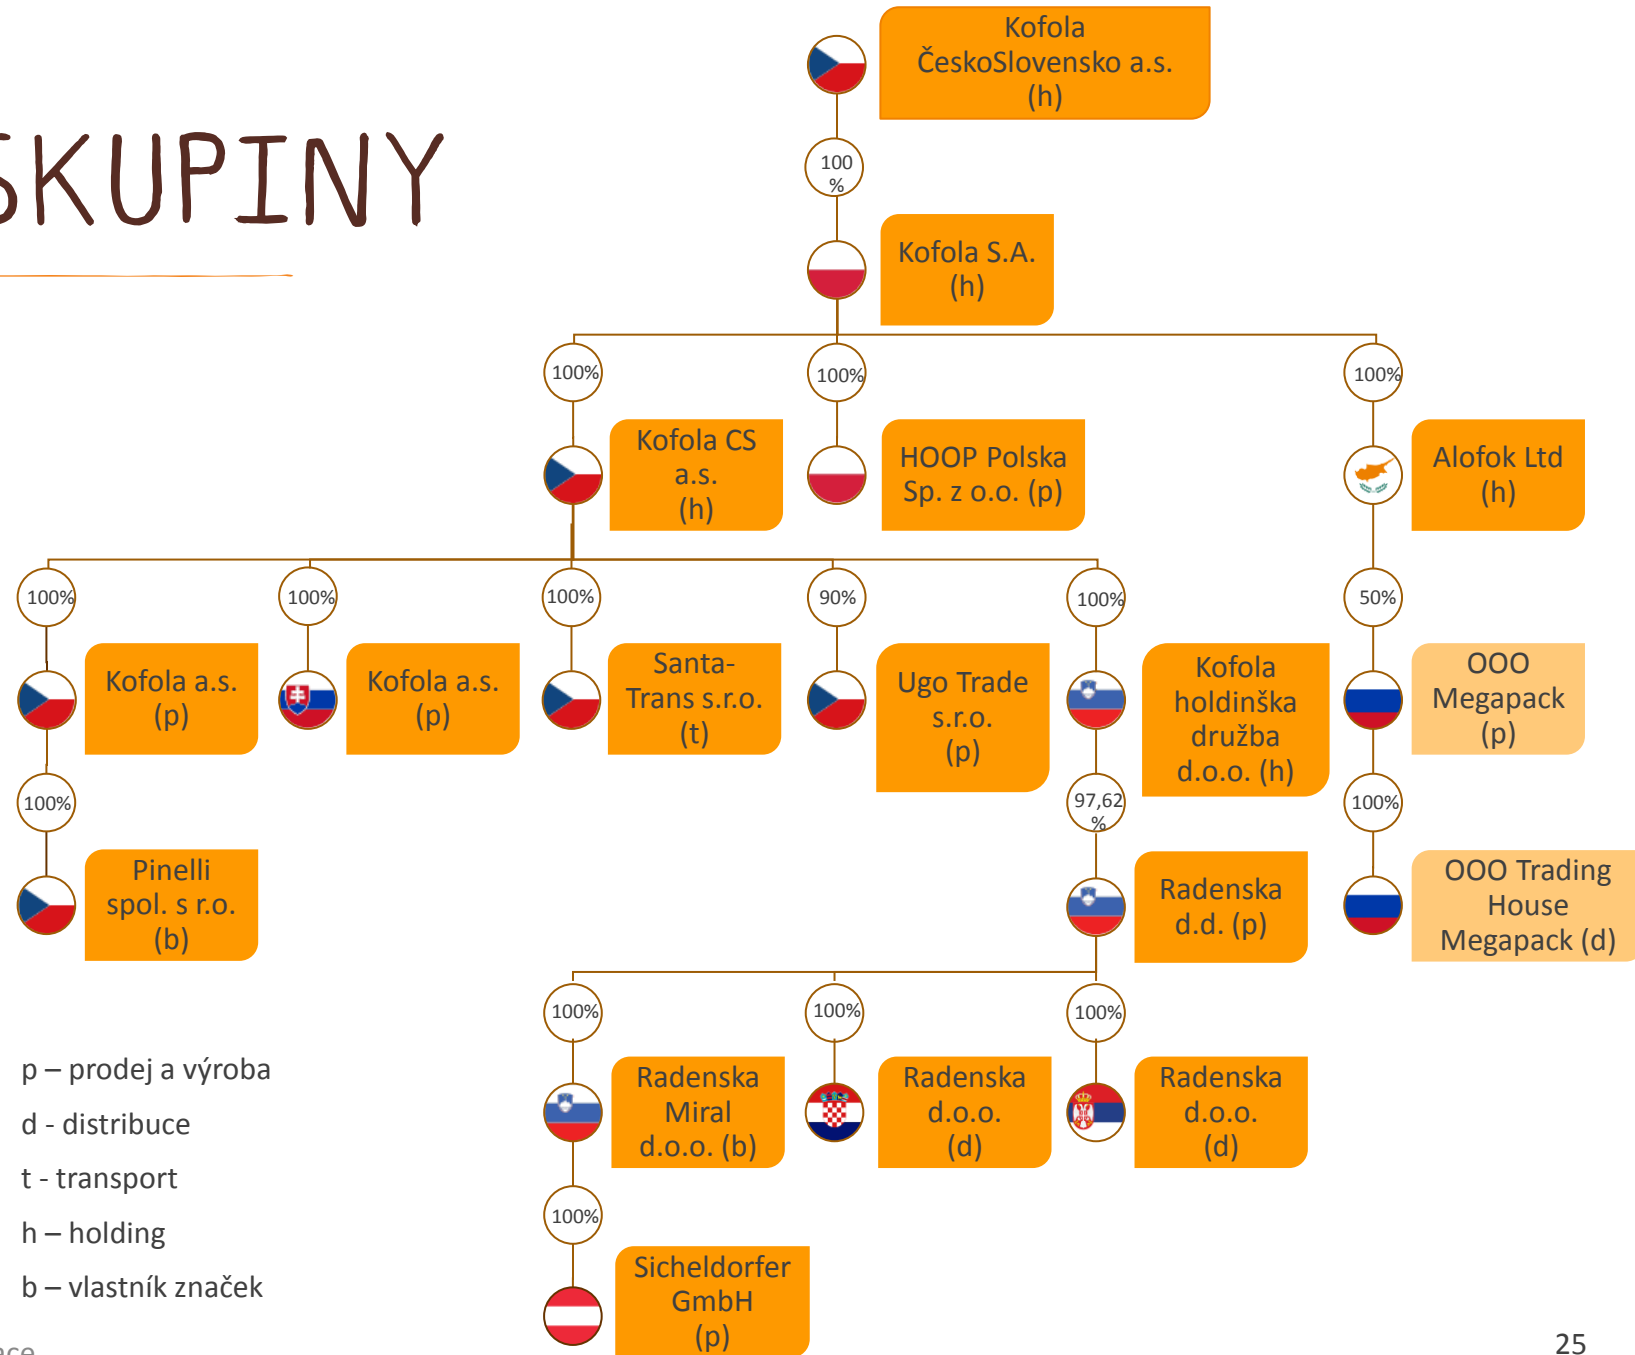 Kofola
ČeskoSlovensko a.s.
(h)
SKUPINY
100
%
Kofola S.A.
(h)
100%
100%
100%
Kofola CS
a.s.
(h)
HOOP Polska
Sp. z o.o. (p)
Alofok Ltd
(h)
100%
100%
100%
90%
100%
50%
Kofola a.s.
(p)
Kofola a.s.
(p)
Santa-
Trans s.r.o.
(t)
Ugo Trade
s.r.o.
(p)
Kofola
holdinška
družba
d.o.o. (h)
OOO
Megapack
(p)
100%
97,62
%
100%
Pinelli
spol. s r.o.
(b)
Radenska
d.d. (p)
OOO Trading
House
Megapack (d)
100%
100%
100%
Radenska
Miral
d.o.o. (b)
Radenska
d.o.o.
(d)
Radenska
d.o.o.
(d)
100%
Sicheldorfer
GmbH
(p)
p – prodej a výroba
d - distribuce
t - transport
h – holding
b – vlastník značek
25